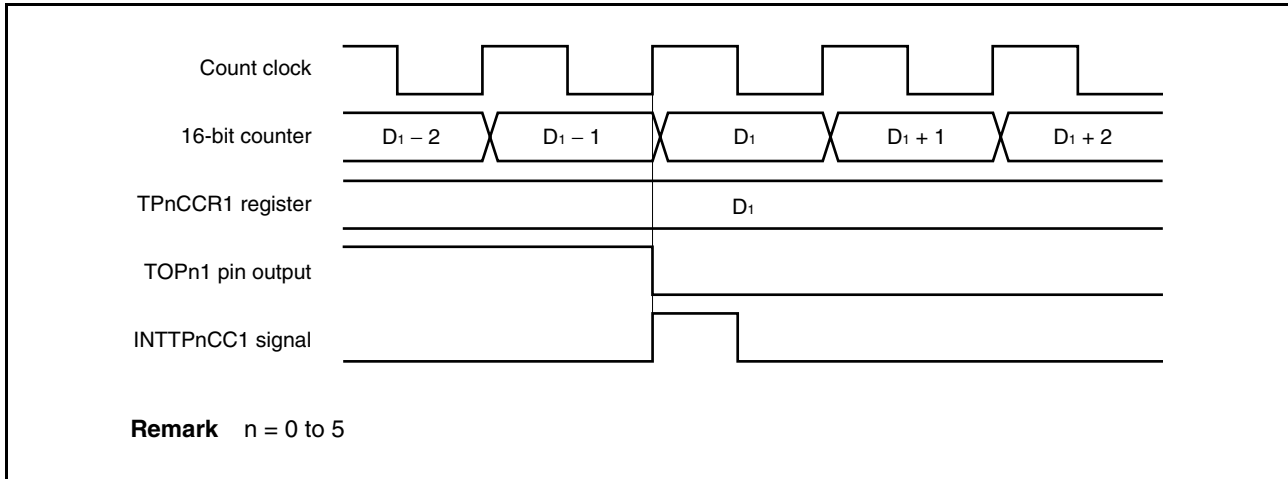 Count clock
16-bit counter D₁ − 2 D₁ − 1 D₁ D₁ + 1 D₁ + 2
TPnCCR1 register D₁
TOPn1 pin output
INTTPnCC1 signal
Remark n = 0 to 5